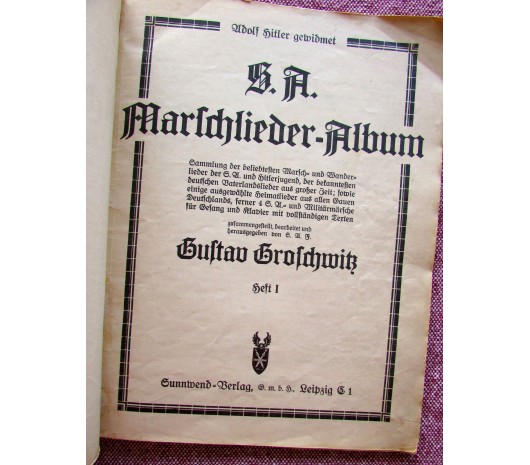 Adolf Hitler gewidmet
S. A.
Marschlieder-Album
Sammlung der beliebtesten Marsch- und Wander-
lieder der S. A. und Hitlerjugend, der bekanntesten
deutschen Vaterlandslieder aus großer Zeit; sowie
einige ausgewählte Heimatlieder aus allen Gauen
Deutschlands, ferner 4 S. A.- und Militärmärsche
für Gesang und Klavier mit vollständigen Texten
zusammengestellt, bearbeitet und
herausgegeben von S. A. F.
Gustav Groschwitz
Heft I
Sunnwend-Verlag, G. m. b. H. Leipzig C 1